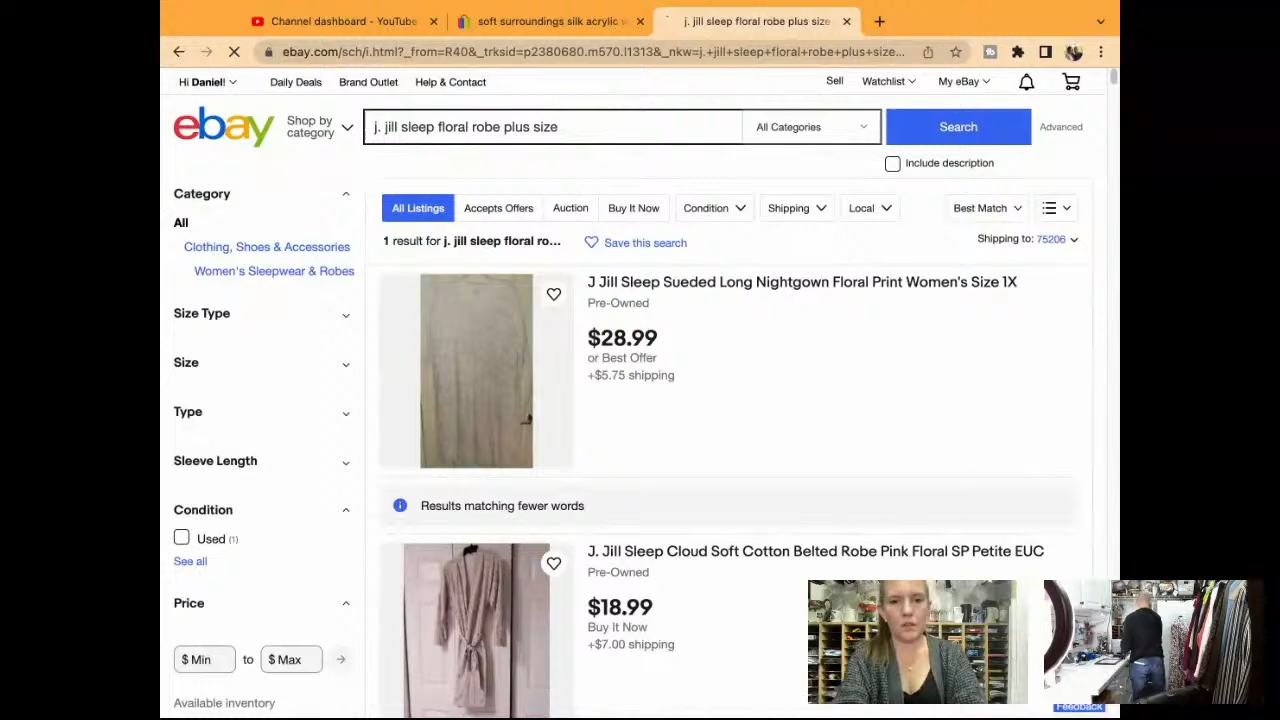 Channel dashboard - YouTube
soft surroundings silk acrylic w
j. jill sleep floral robe plus size
ebay.com/sch/i.html?_from=R40&_trksid=p2380680.m570.l1313&_nkw=j.+jill+sleep+floral+robe+plus+size...
Hi Daniel!
Daily Deals
Brand Outlet
Help & Contact
Sell
Watchlist
My eBay
ebay
Shop by category
j. jill sleep floral robe plus size
All Categories
Search
Advanced
Include description
Category
All
Clothing, Shoes & Accessories
Women's Sleepwear & Robes
Size Type
Size
Type
Sleeve Length
Condition
Used (1)
See all
Price
$ Min to $ Max
Available inventory
All Listings
Accepts Offers
Auction
Buy It Now
Condition
Shipping
Local
Best Match
1 result for j. jill sleep floral ro...
Save this search
Shipping to: 75206
J Jill Sleep Sueded Long Nightgown Floral Print Women's Size 1X
Pre-Owned
$28.99
or Best Offer
+$5.75 shipping
Results matching fewer words
J. Jill Sleep Cloud Soft Cotton Belted Robe Pink Floral SP Petite EUC
Pre-Owned
$18.99
Buy It Now
+$7.00 shipping
Feedback